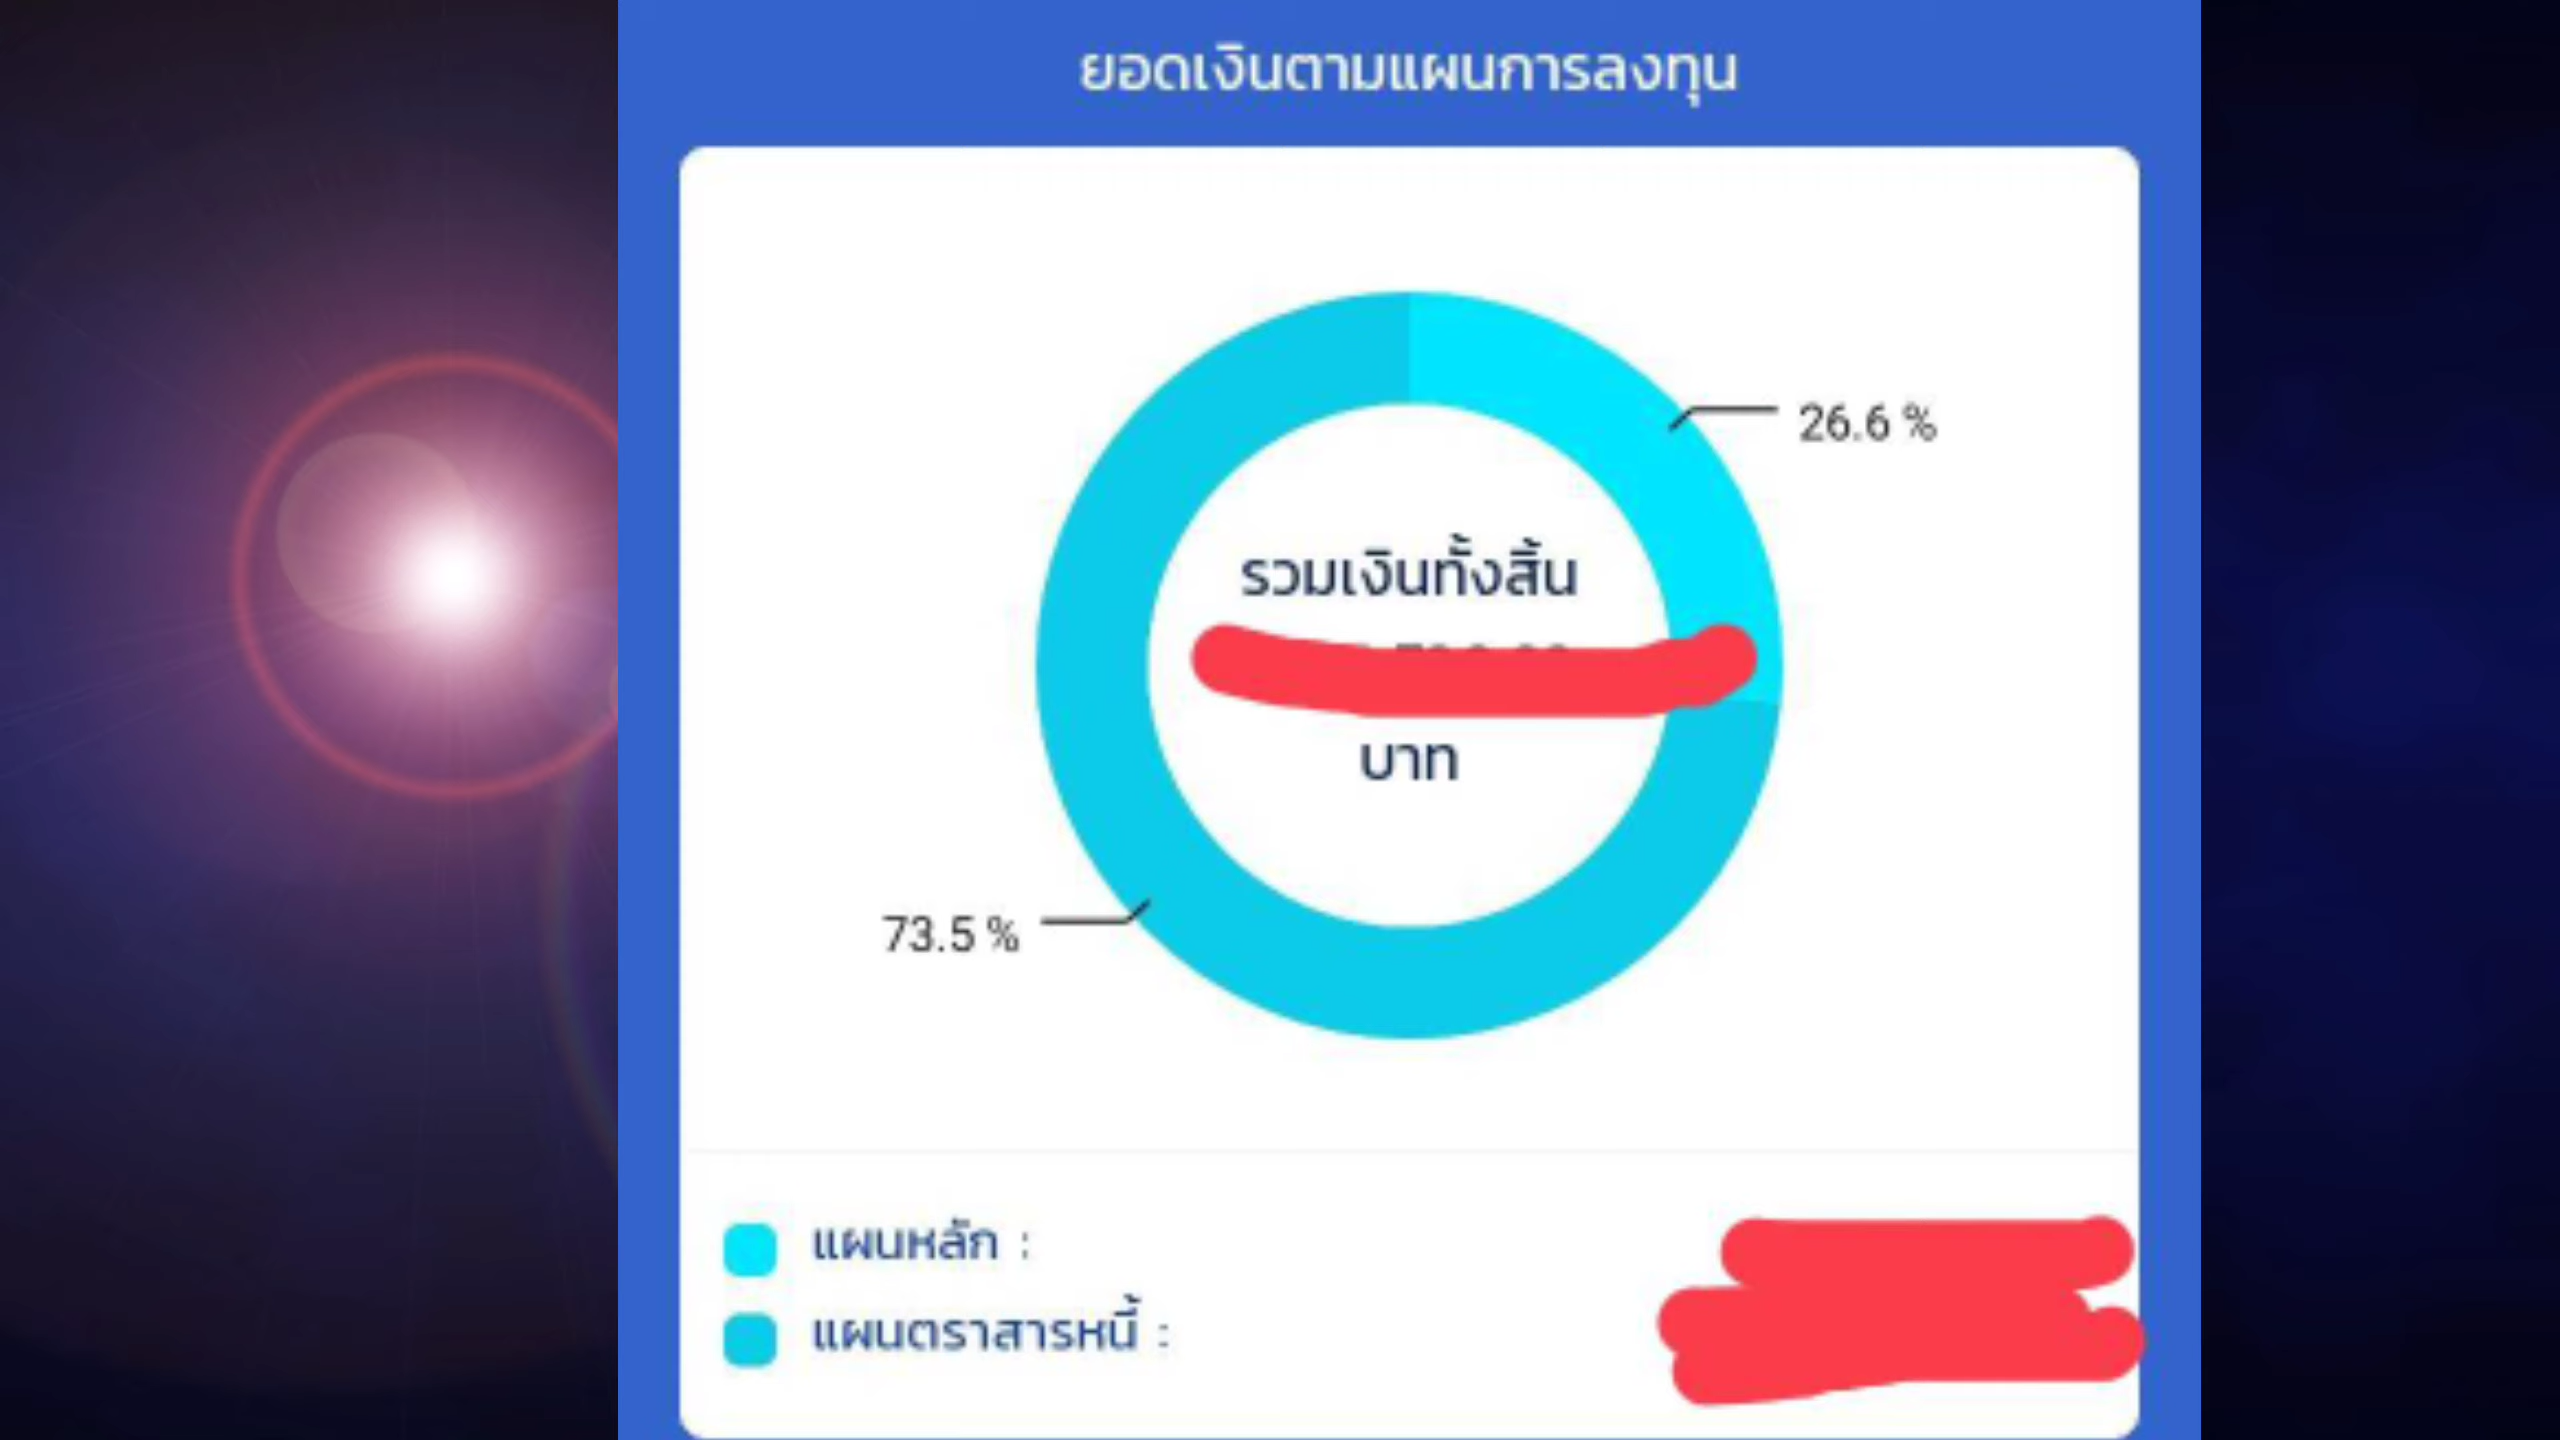 ยอดเงินตามแผนการลงทุน
26.6 %
รวมเงินทั้งสิ้น
บาท
73.5 %
แผนหลัก :
แผนตราสารหนี้ :